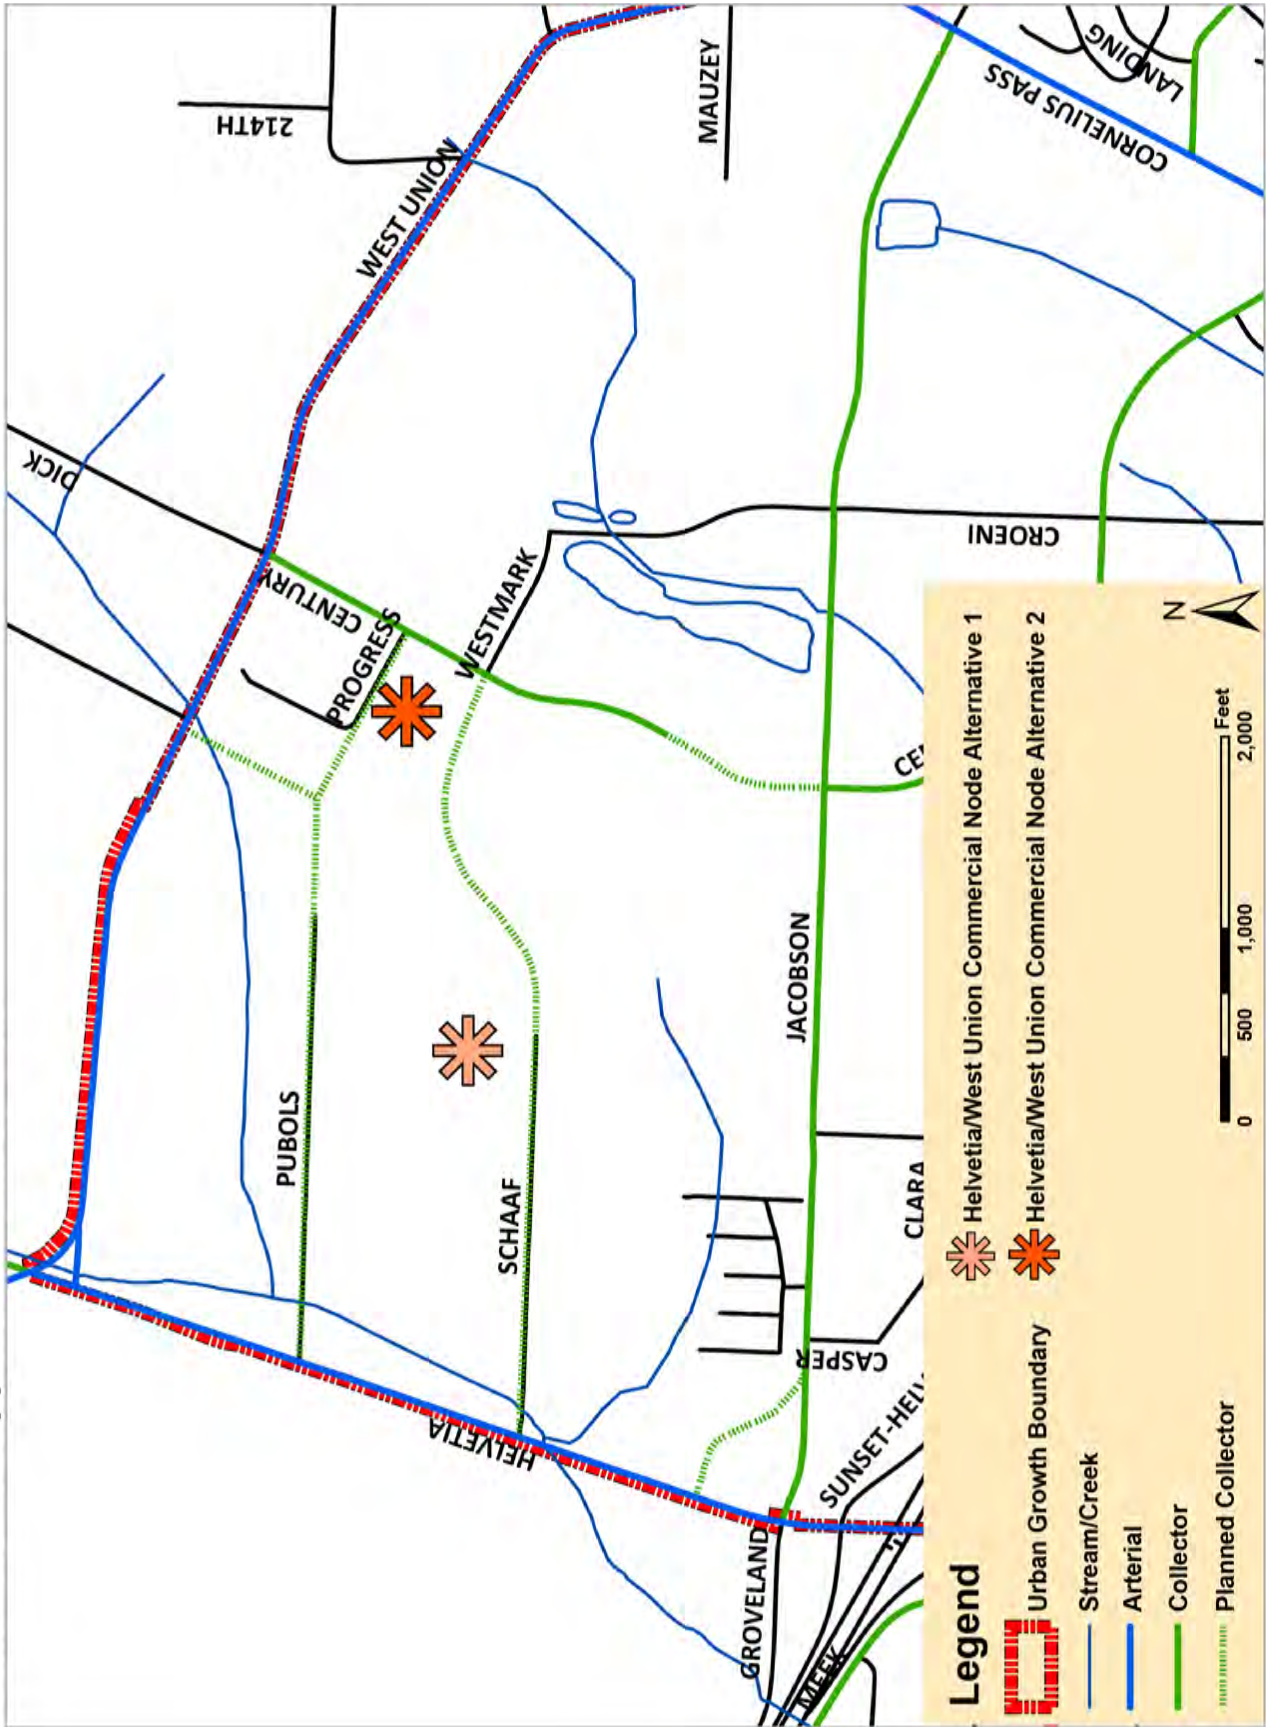 214TH
MAUZEY
LANDING
CORNELIUS PASS
WEST UNION
DICK
CENTURY
PROGRESS
WESTMARK
CROENI
PUBOLS
SCHAAF
JACOBSON
CLARA
CASPER
HELVETIA
SUNSET-HEL
GROVELAND
MEEK
Legend
Urban Growth Boundary
Stream/Creek
Arterial
Collector
Planned Collector
Helvetia/West Union Commercial Node Alternative 1
Helvetia/West Union Commercial Node Alternative 2
N
0 500 1,000 2,000
Feet